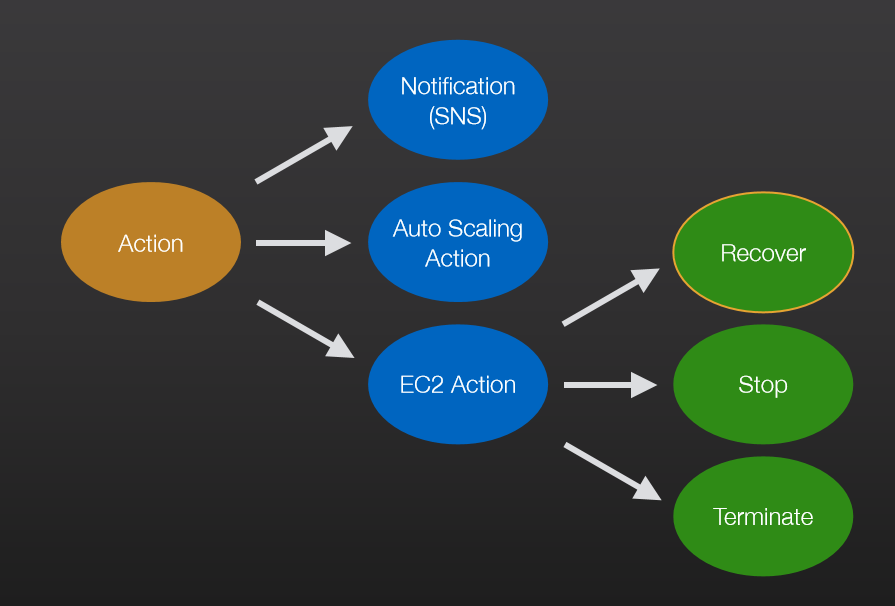 Notification
(SNS)
Action
Auto Scaling
Action
Recover
EC2 Action
Stop
Terminate